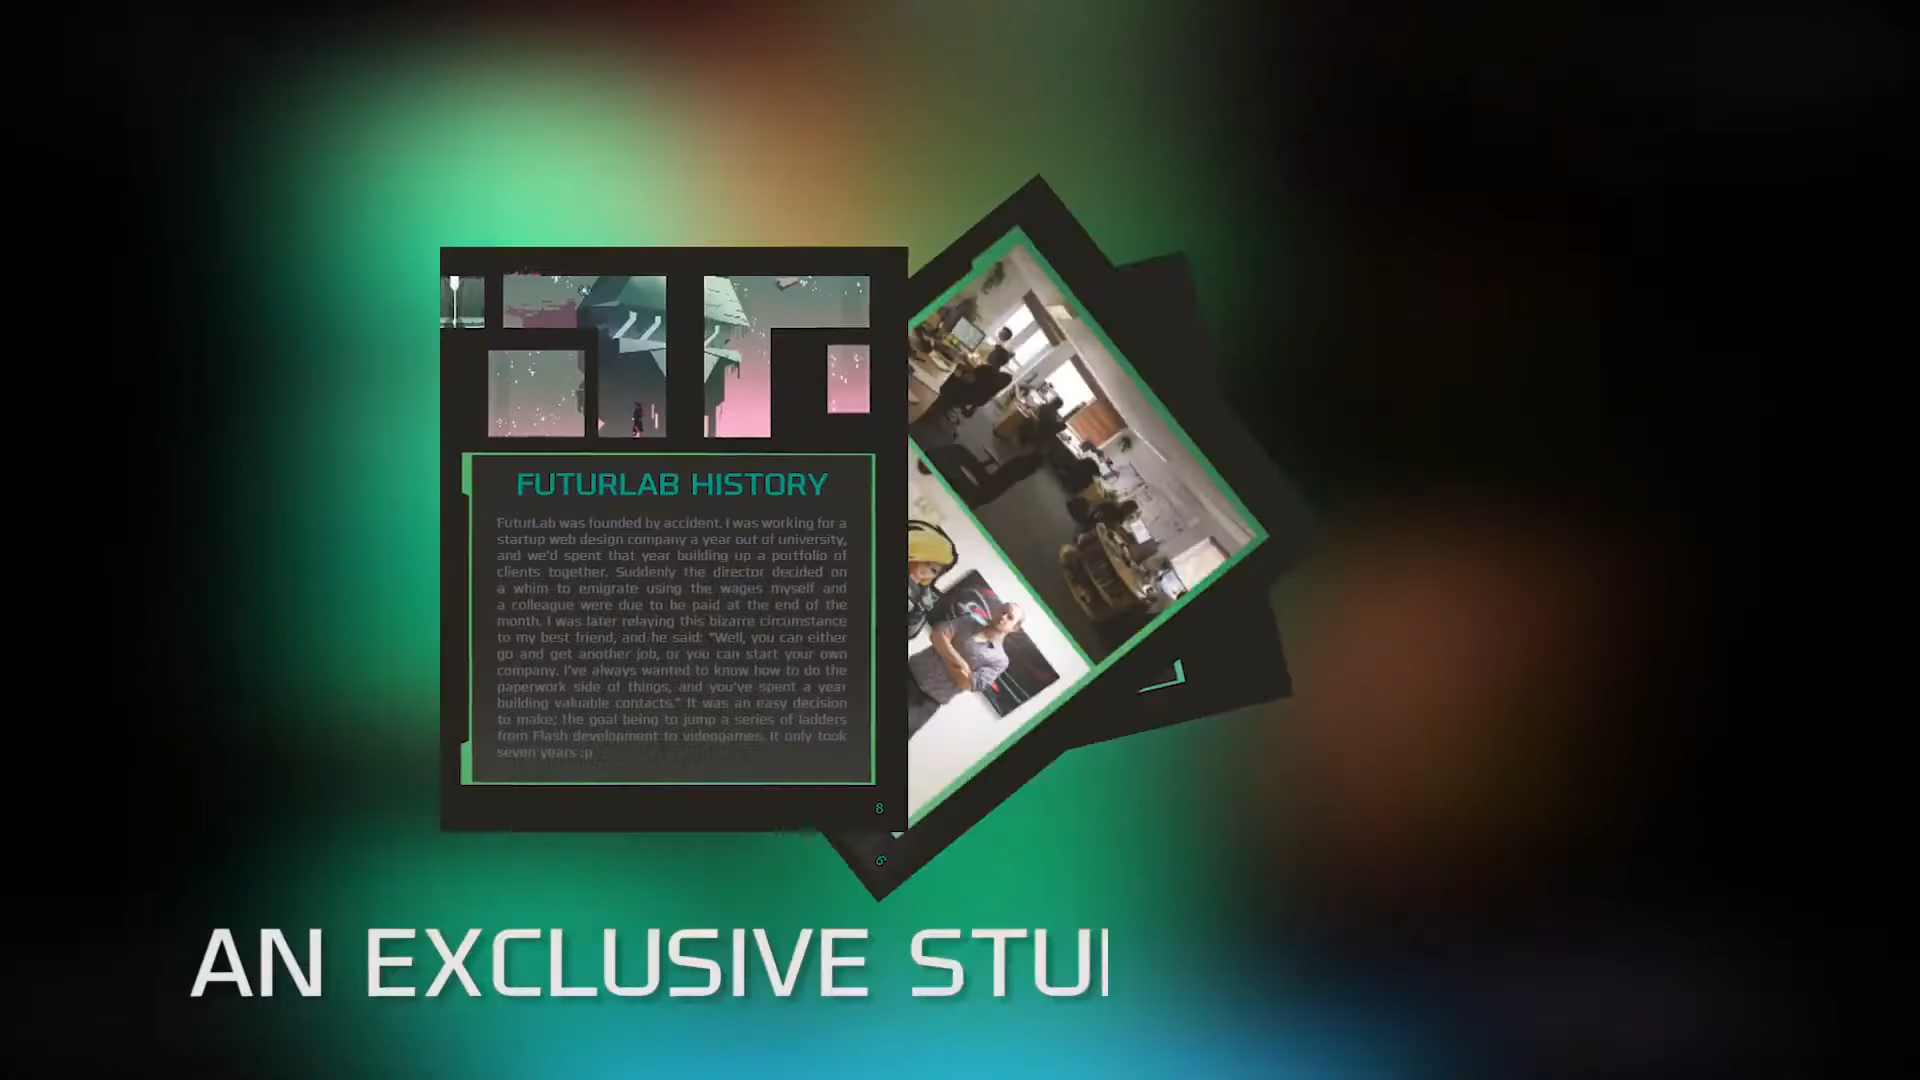 FUTURLAB HISTORY
FuturLab was founded by accident. I was working for a
startup web design company a year out of university,
and we'd spent that year building up a portfolio of
clients together. Suddenly the director decided on
a whim to emigrate using the wages myself and
a colleague were due to be paid at the end of the
month. I was later relaying this bizarre circumstance
to my best friend, and he said: "Well, you can either
go and get another job, or you can start your own
company. I've always wanted to know how to do the
paperwork side of things, and you've spent a year
building valuable contacts." It was an easy decision
to make; the goal being to jump a series of ladders
from Flash development to videogames. It only took
seven years :p
8
6
AN EXCLUSIVE STU